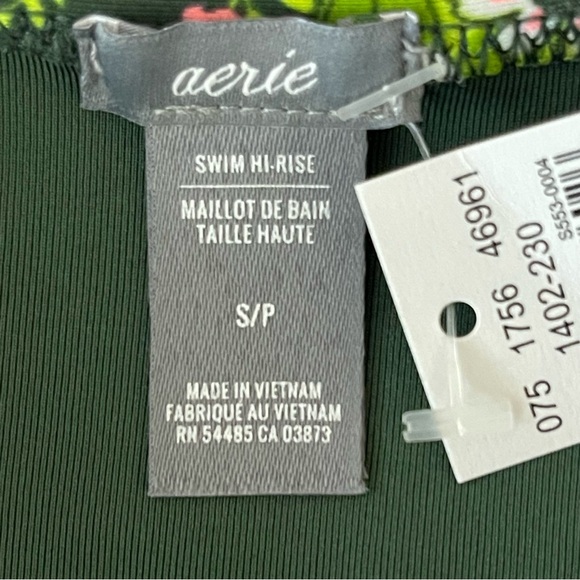 aerie
SWIM HI-RISE
MAILLOT DE BAIN
TAILLE HAUTE
S/P
MADE IN VIETNAM
FABRIQUE AU VIETNAM
RN 54485 CA 03873
075 1756 46961
1402-230
S553-0004